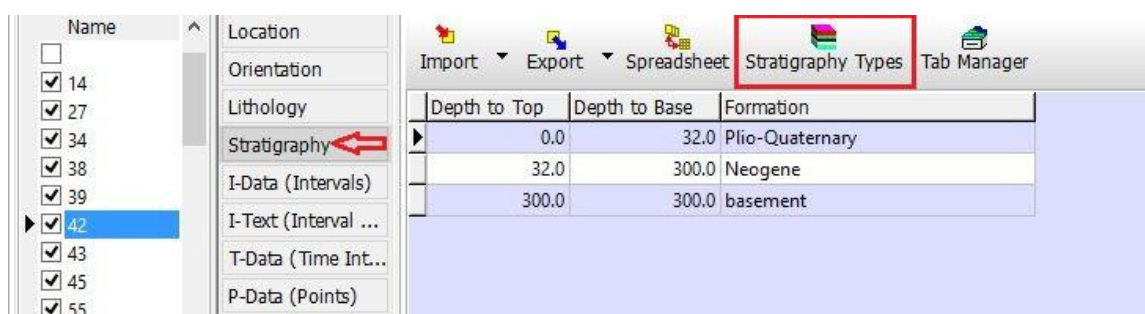 Name
14
27
34
38
39
42
43
45
55
Location
Orientation
Lithology
Stratigraphy
I-Data (Intervals)
I-Text (Interval ...
T-Data (Time Int...
P-Data (Points)
Import Export Spreadsheet Stratigraphy Types Tab Manager
Depth to Top Depth to Base Formation
0.0 32.0 Plio-Quaternary
32.0 300.0 Neogene
300.0 300.0 basement